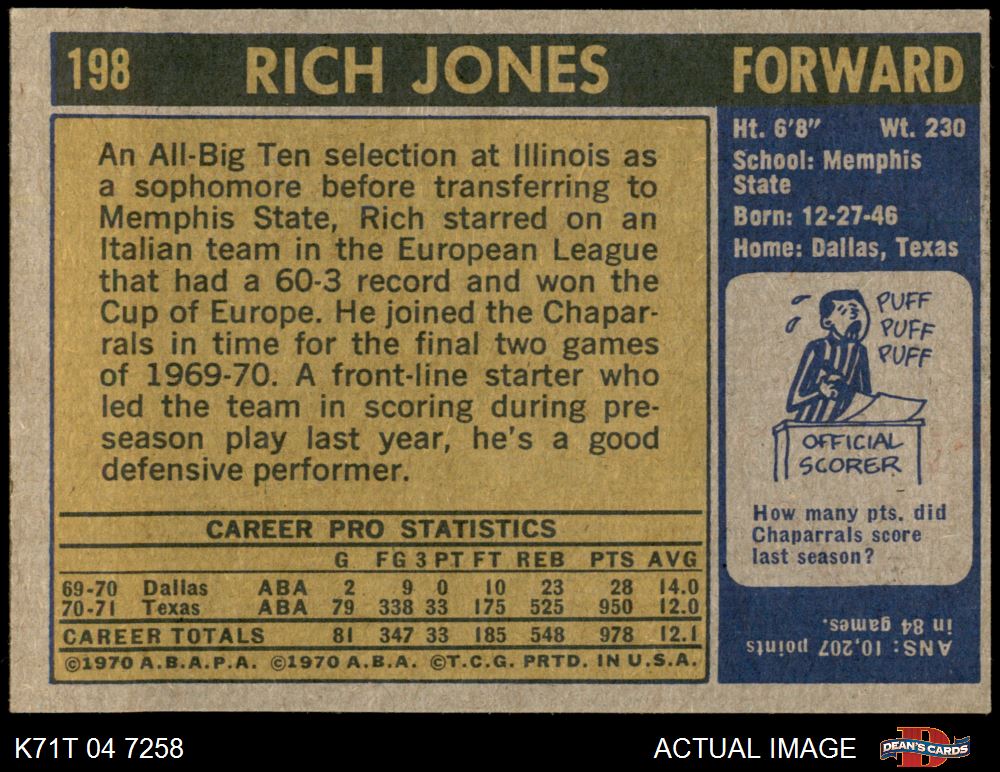 198 RICH JONES FORWARD
An All-Big Ten selection at Illinois as
a sophomore before transferring to
Memphis State, Rich starred on an
Italian team in the European League
that had a 60-3 record and won the
Cup of Europe. He joined the Chapar-
rals in time for the final two games
of 1969-70. A front-line starter who
led the team in scoring during pre-
season play last year, he's a good
defensive performer.
CAREER PRO STATISTICS
G FG 3 PT FT REB PTS AVG
69-70 Dallas ABA 2 9 0 10 23 28 14.0
70-71 Texas ABA 79 338 33 175 525 950 12.0
CAREER TOTALS 81 347 33 185 548 978 12.1
©1970 A.B.A.P.A. ©1970 A.B.A. ©T.C.G. PRTD. IN U.S.A.
Ht. 6'8" Wt. 230
School: Memphis
State
Born: 12-27-46
Home: Dallas, Texas
PUFF
PUFF
PUFF
OFFICIAL
SCORER
How many pts. did
Chaparrals score
last season?
ANS: 10,207 points
in 84 games.
K71T 04 7258 ACTUAL IMAGE D DEAN'S CARDS